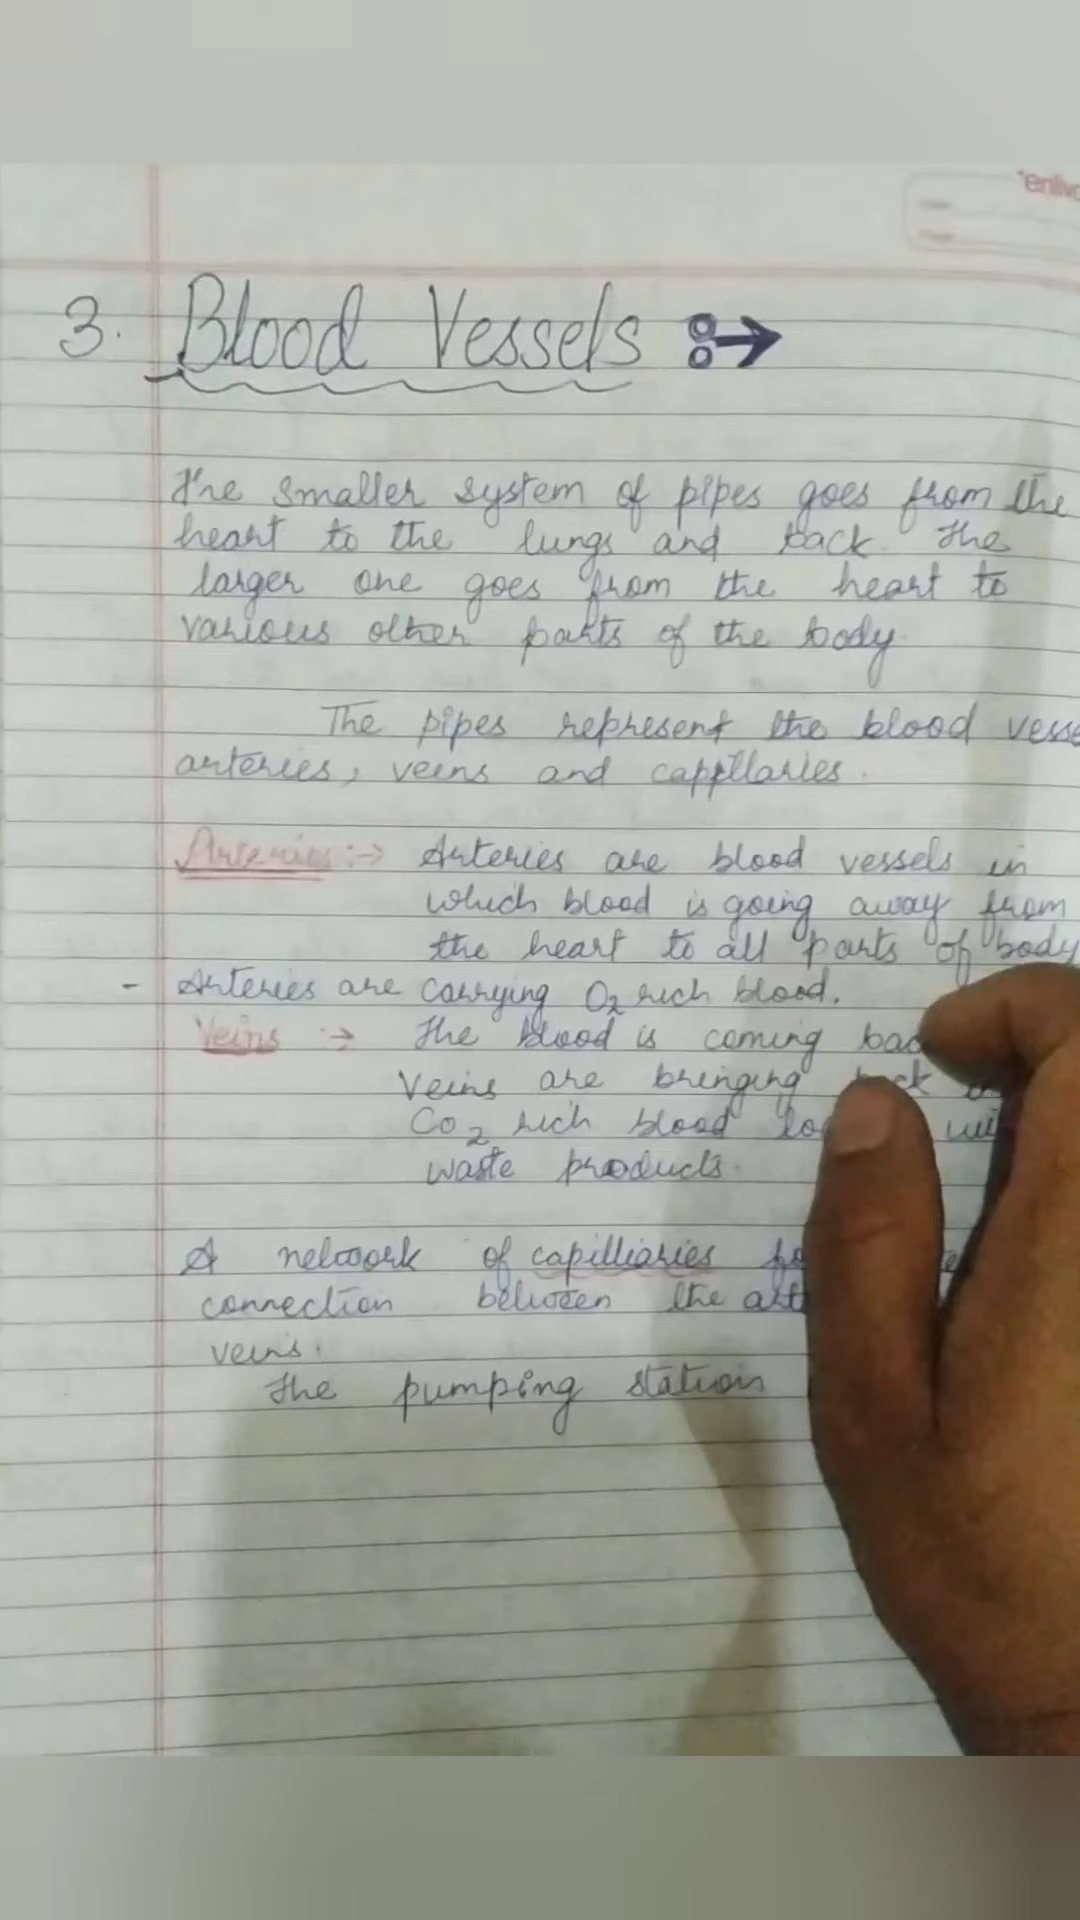 3. Blood Vessels :→
The smaller system of pipes goes from the
heart to the lungs and back. The
larger one goes from the heart to
various other parts of the body.
The pipes represent the blood
arteries, veins and
Arteries :→ Arteries are blood vessels in
which blood is going away from
the heart to all parts of body
- Arteries are carrying O2 rich blood.
Veins :→ The blood is coming
Veins are bringing
CO2 rich blood
waste products.
A network of capilliaries
connection between the
veins.
The pumping station